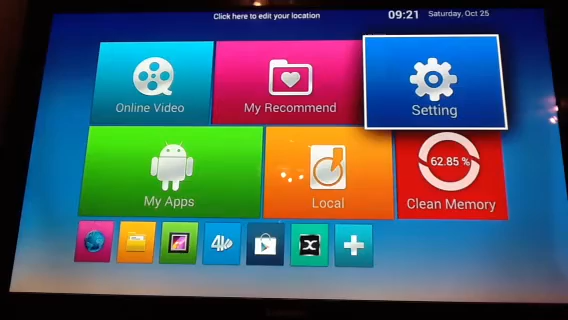 Click here to edit your location
09:21 Saturday, Oct 25
Online Video
My Recommend
Setting
My Apps
Local
62.85 %
Clean Memory